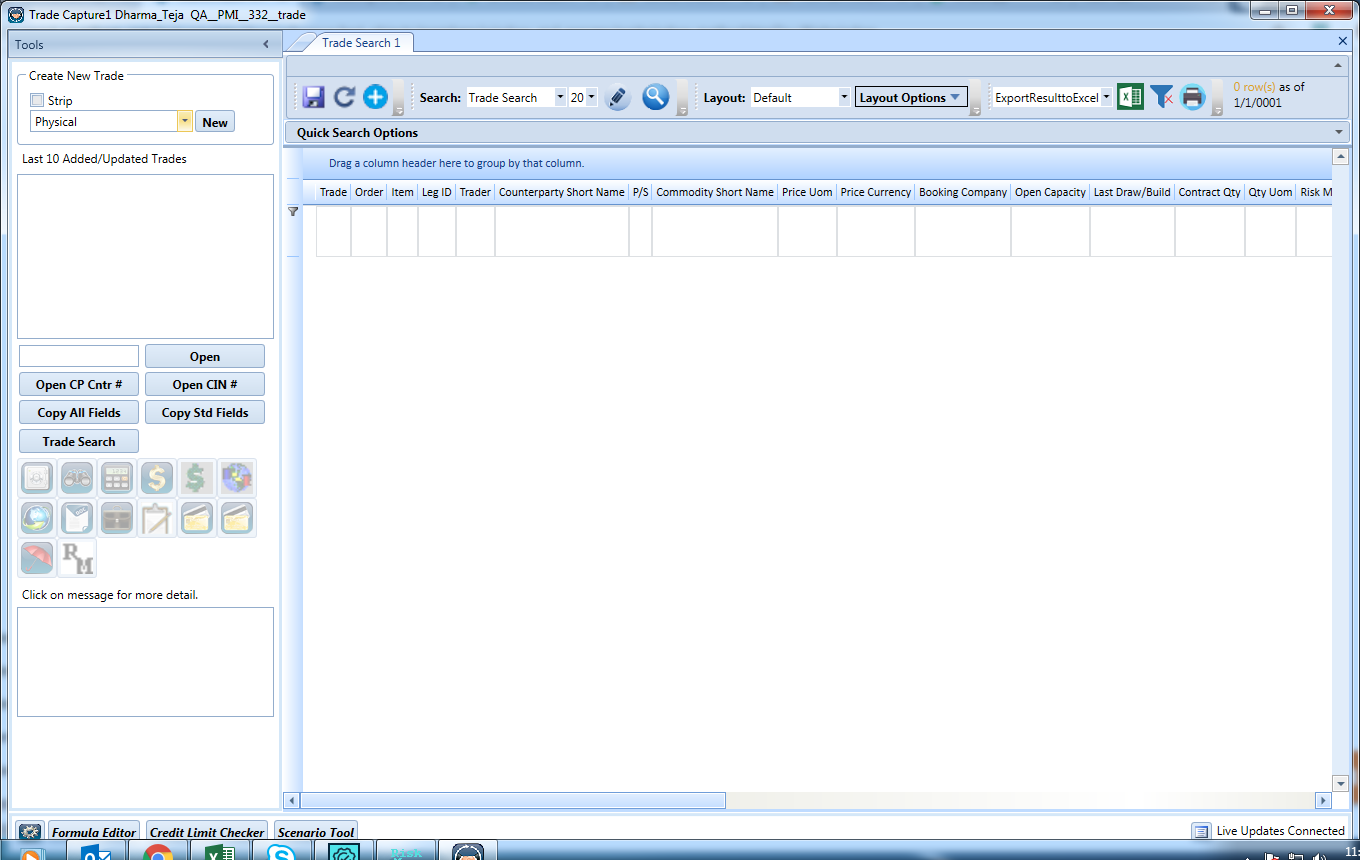 Trade Capture1 Dharma_Teja QA__PMI__332__trade
Tools
Trade Search 1
Create New Trade
Strip
Physical
New
Search: Trade Search 20
Layout: Default
Layout Options
ExportResulttoExcel
0 row(s) as of
1/1/0001
Quick Search Options
Last 10 Added/Updated Trades
Drag a column header here to group by that column.
Trade Order Item Leg ID Trader Counterparty Short Name P/S Commodity Short Name Price Uom Price Currency Booking Company Open Capacity Last Draw/Build Contract Qty Qty Uom Risk M
Open
Open CP Cntr # Open CIN #
Copy All Fields Copy Std Fields
Trade Search
RM
Click on message for more detail.
Formula Editor Credit Limit Checker Scenario Tool
Live Updates Connected
Risk
11: